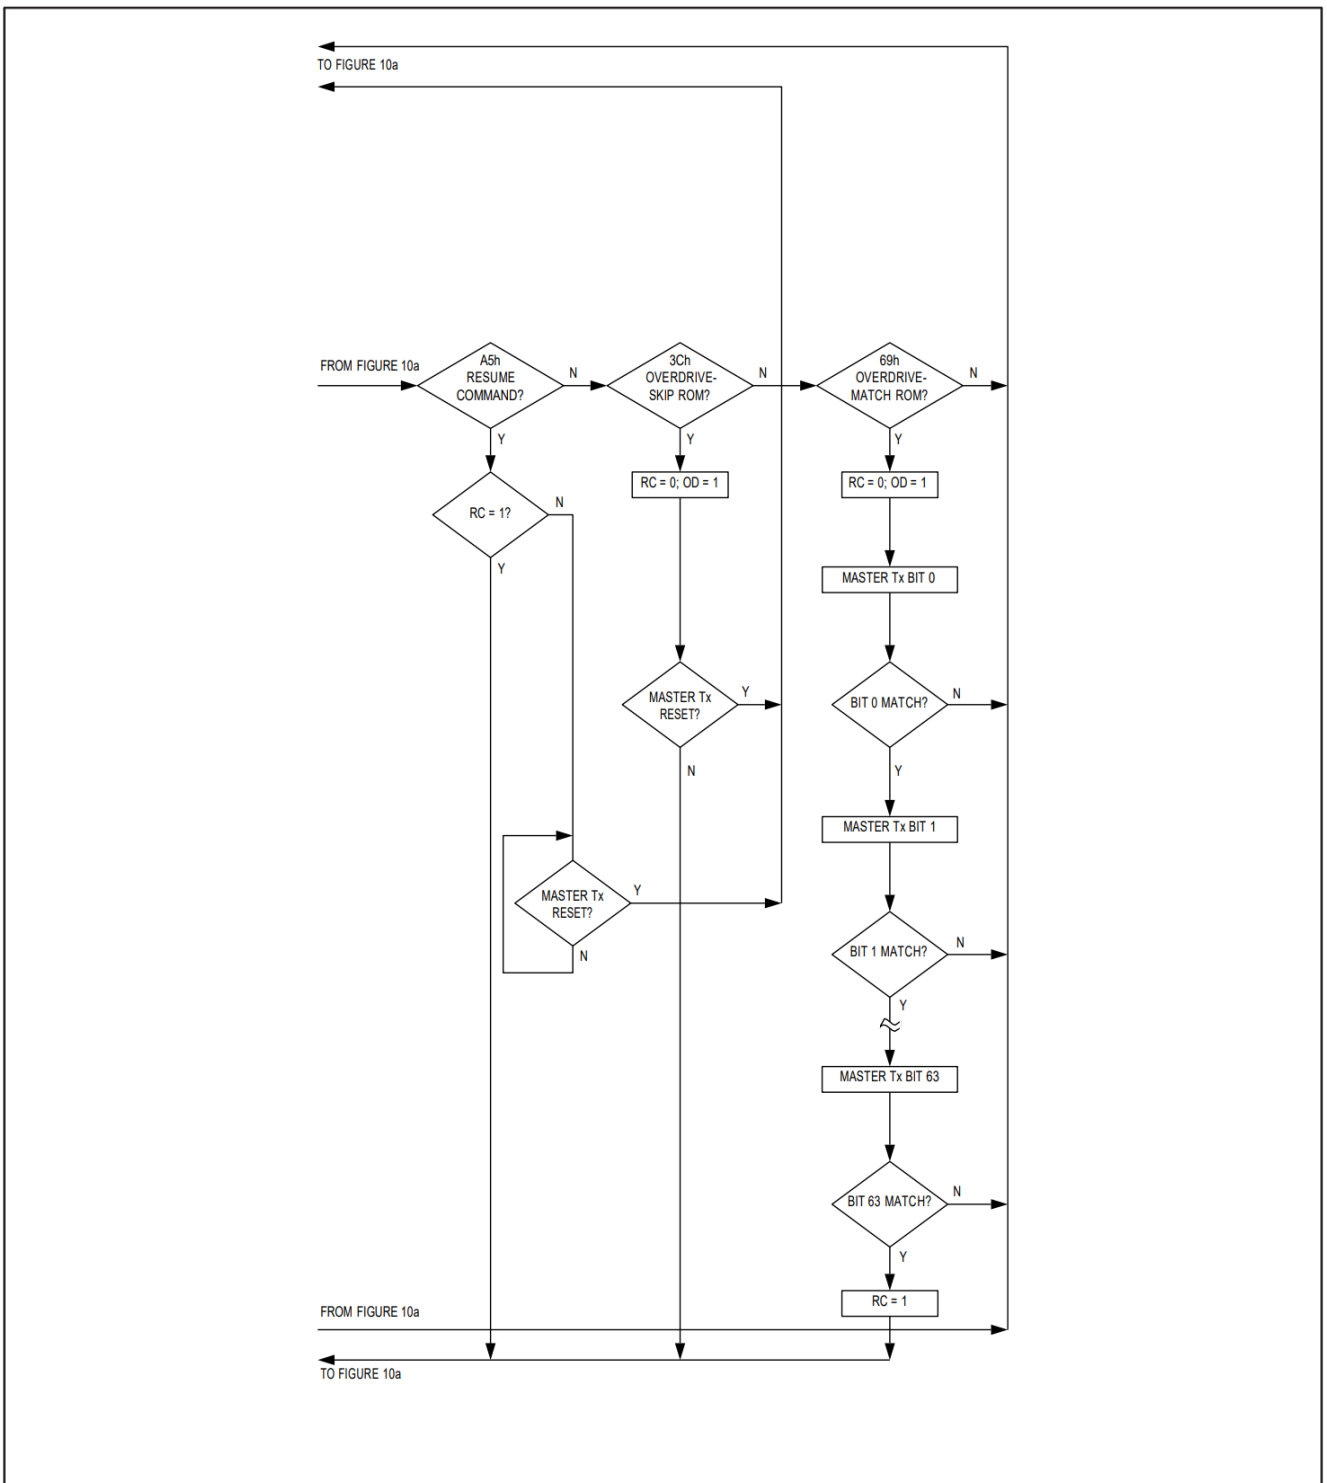 TO FIGURE 10a
FROM FIGURE 10a
A5h
RESUME
COMMAND?
N
3Ch
OVERDRIVE-
SKIP ROM?
N
69h
OVERDRIVE-
MATCH ROM?
N
Y
Y
Y
RC = 1?
N
RC = 0; OD = 1
RC = 0; OD = 1
Y
MASTER Tx BIT 0
MASTER Tx
RESET?
Y
N
BIT 0 MATCH?
N
Y
MASTER Tx BIT 1
MASTER Tx
RESET?
Y
N
BIT 1 MATCH?
N
Y
MASTER Tx BIT 63
BIT 63 MATCH?
N
Y
RC = 1
FROM FIGURE 10a
TO FIGURE 10a